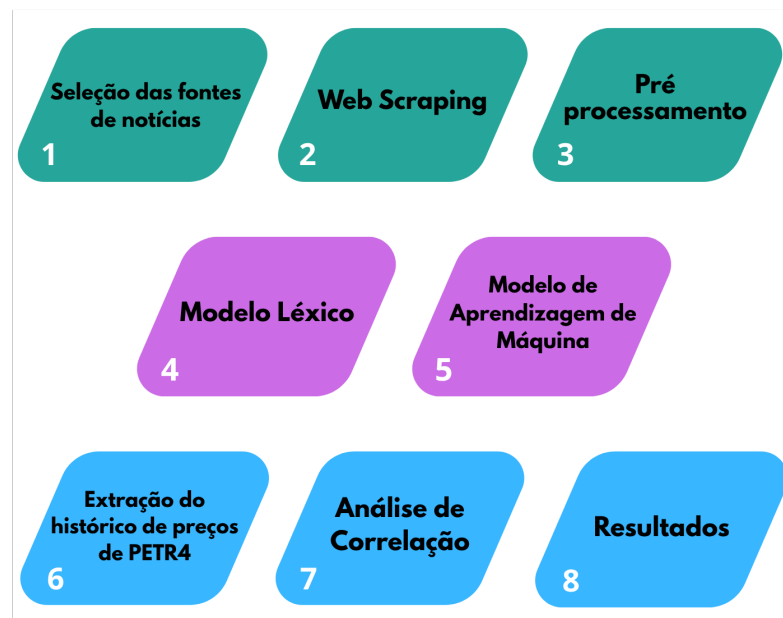 Seleção das fontes
de notícias
1
Web Scraping
2
Pré
processamento
3
Modelo Léxico
4
Modelo de
Aprendizagem de
Máquina
5
Extração do
histórico de preços
de PETR4
6
Análise de
Correlação
7
Resultados
8